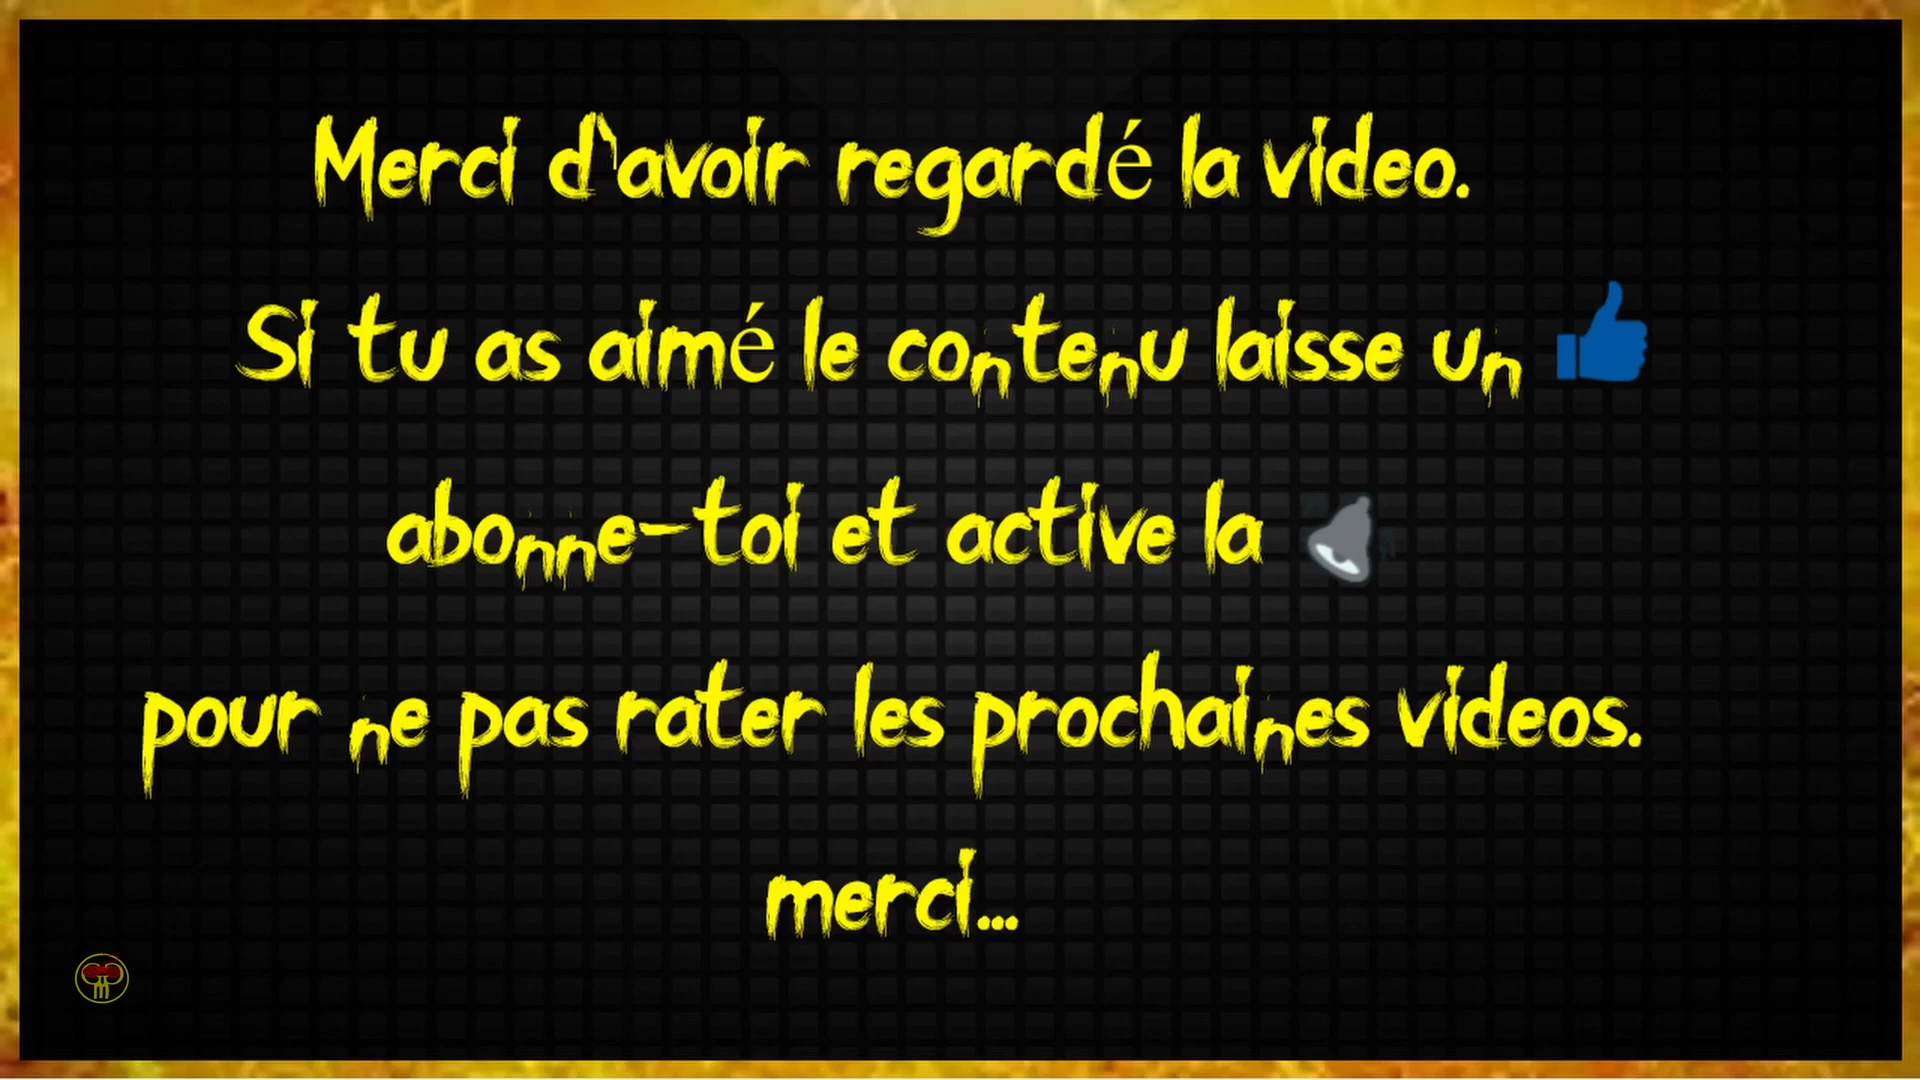 Merci d'avoir regardé la video.
Si tu as aimé le contenu laisse un 👍
abonne-toi et active la 🔔
pour ne pas rater les prochaines videos.
merci...